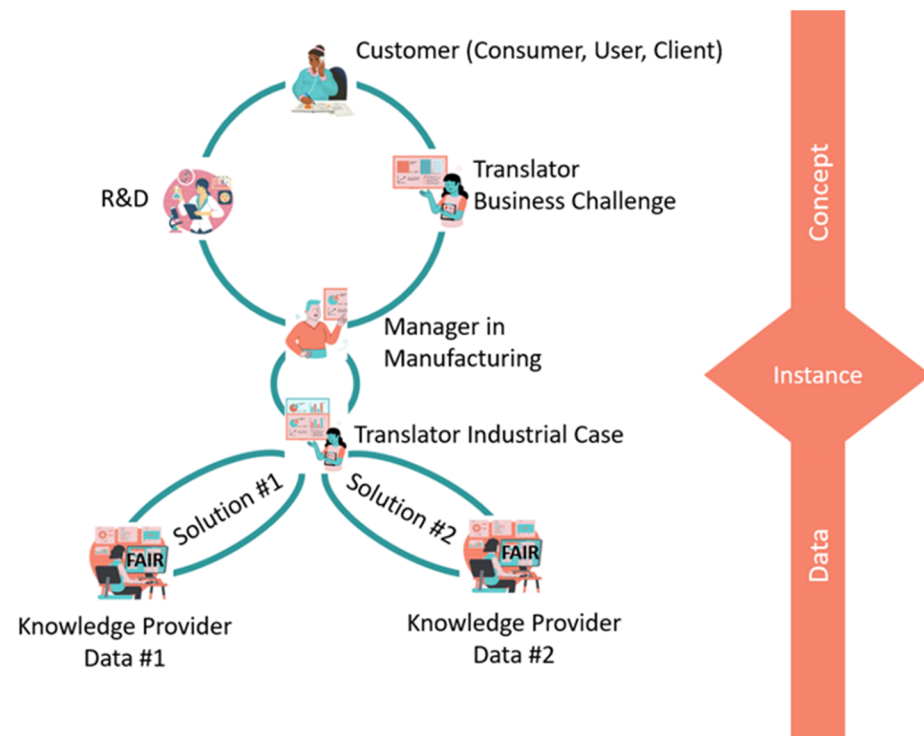 Customer (Consumer, User, Client)
Translator
Business Challenge
R&D
Concept
Manager in
Manufacturing
Instance
Translator Industrial Case
Solution #1
Solution #2
FAIR
FAIR
Data
Knowledge Provider
Data #1
Knowledge Provider
Data #2